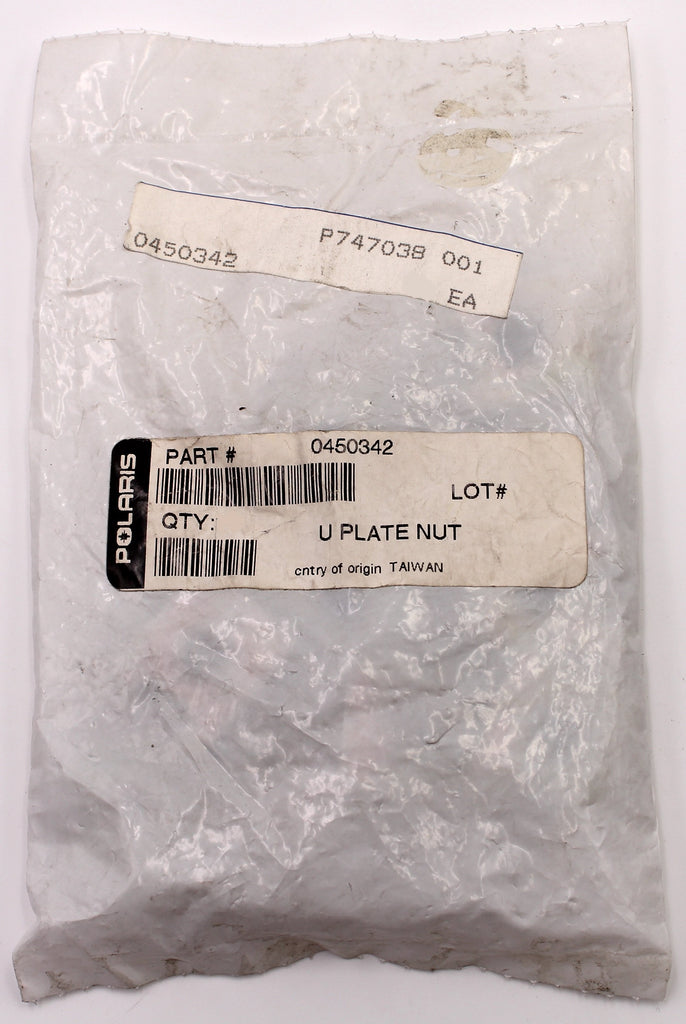 P747038 001
0450342
EA
POLARIS
PART # 0450342
LOT#
QTY:
U PLATE NUT
cntry of origin TAIWAN